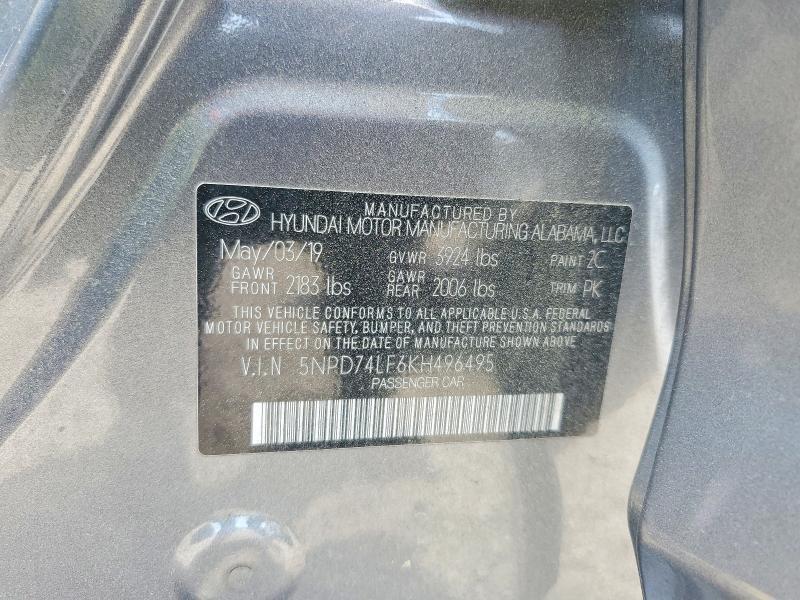 MANUFACTURED BY
HYUNDAI MOTOR MANUFACTURING ALABAMA, LLC
May/03/19 GVWR 3924 lbs PAINT 2C
GAWR FRONT 2183 lbs GAWR REAR 2006 lbs TRIM PK
THIS VEHICLE CONFORMS TO ALL APPLICABLE U.S.A. FEDERAL
MOTOR VEHICLE SAFETY, BUMPER, AND THEFT PREVENTION STANDARDS
IN EFFECT ON THE DATE OF MANUFACTURE SHOWN ABOVE.
V.I.N 5NPD74LF6KH496495
PASSENGER CAR